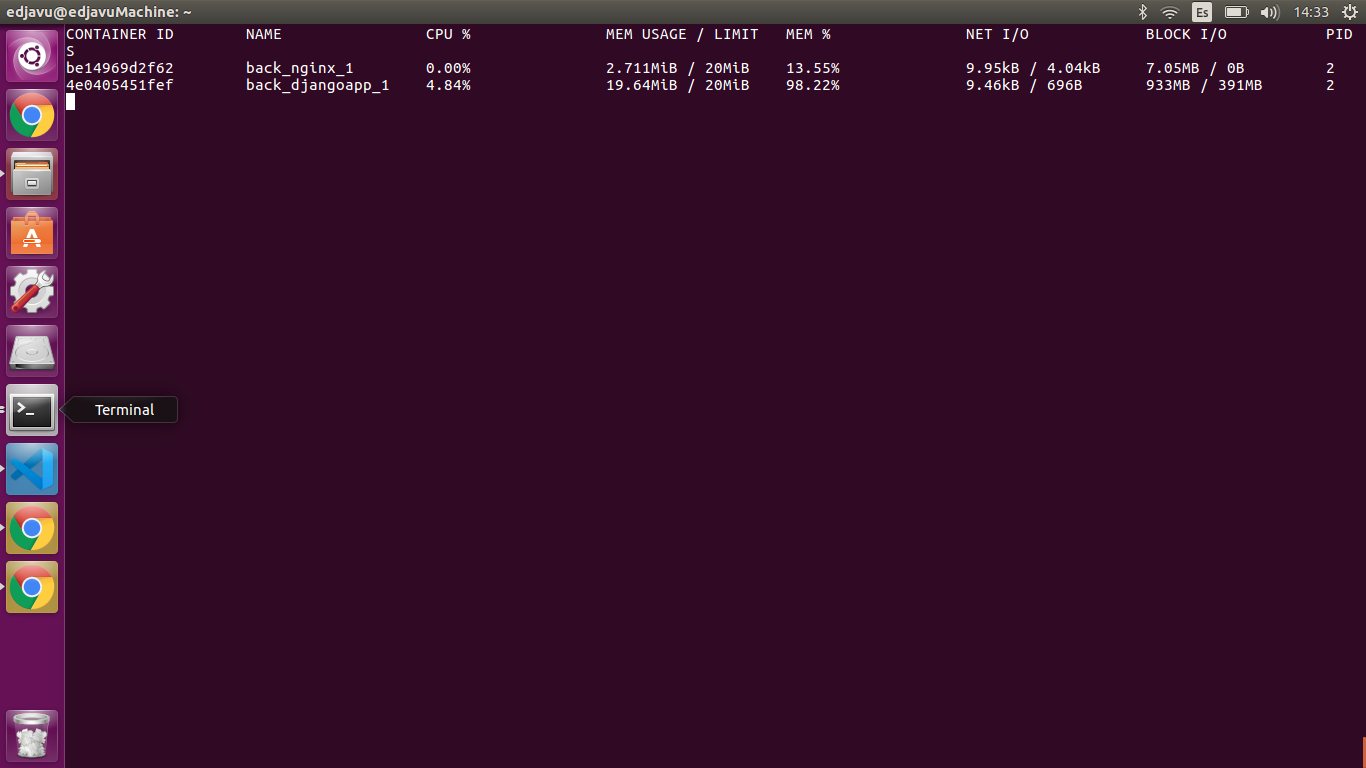 edjavu@edjavuMachine: ~ Es 14:33
CONTAINER ID NAME CPU % MEM USAGE / LIMIT MEM % NET I/O BLOCK I/O PID
S
be14969d2f62 back_nginx_1 0.00% 2.711MiB / 20MiB 13.55% 9.95kB / 4.04kB 7.05MB / 0B 2
4e0405451fef back_djangoapp_1 4.84% 19.64MiB / 20MiB 98.22% 9.46kB / 696B 933MB / 391MB 2
Terminal